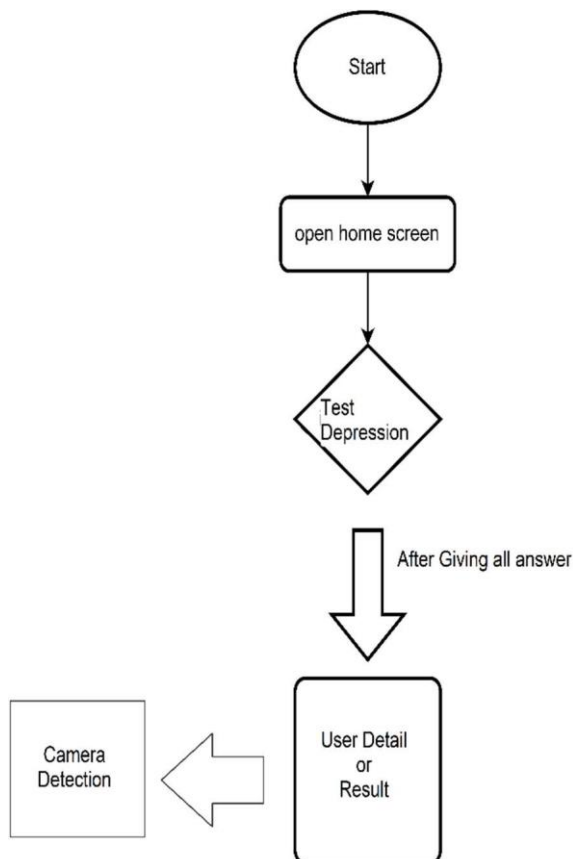 Start
open home screen
Test
Depression
After Giving all answer
User Detail
or
Result
Camera
Detection